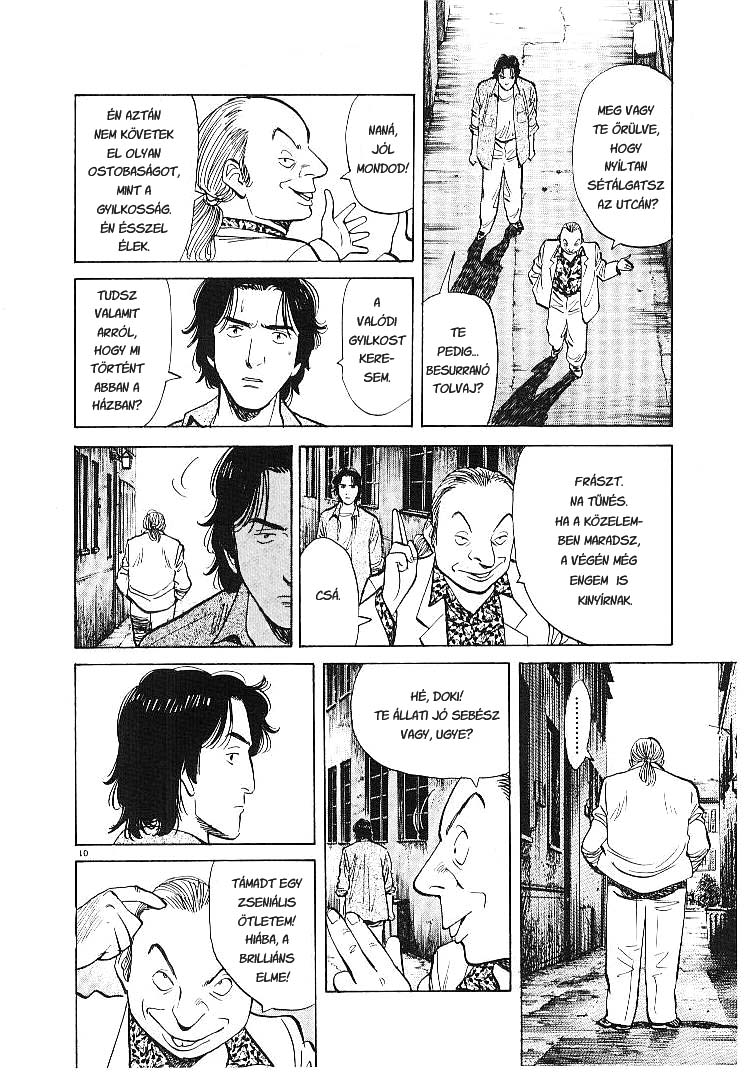 MEG VAGY
TE ŐRÜLVE,
HOGY
NYÍLTAN
SÉTÁLGATSZ
AZ UTCÁN?
TE
PEDIG...
BESURRANÓ
TOLVAJ?
NANÁ,
JÓL
MONDOD!
ÉN AZTÁN
NEM KÖVETEK
EL OLYAN
OSTOBASÁGOT,
MINT A
GYILKOSSÁG.
ÉN ÉSSZEL
ÉLEK.
A
VALÓDI
GYILKOST
KERE-
SEM.
TUDSZ
VALAMIT
ARRÓL,
HOGY MI
TÖRTÉNT
ABBAN A
HÁZBAN?
FRÁSZT.
NA TŰNÉS.
HA A KÖZELEM-
BEN MARADSZ,
A VÉGÉN MÉG
ENGEM IS
KINYÍRNAK.
CSÁ.
.........
HÉ, DOKI!
TE ÁLLATI JÓ SEBÉSZ
VAGY, UGYE?
10
TÁMADT EGY
ZSENIÁLIS
ÖTLETEM!
HIÁBA, A
BRILLIÁNS
ELME!